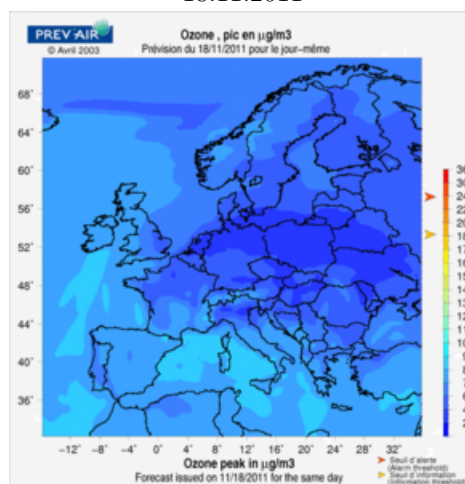 18.11.2011
PREV'AIR
© Avril 2003
Ozone , pic en µg/m3
Prévision du 18/11/2011 pour le jour-même
68°
64°
60°
56°
52°
48°
44°
40°
36°
-12° -8° -4° 0° 4° 8° 12° 16° 20° 24° 28° 32°
Ozone peak in µg/m3
Forecast issued on 11/18/2011 for the same day
Seuil d'alerte
(Alarm threshold)
Seuil d'information
(Information threshold)